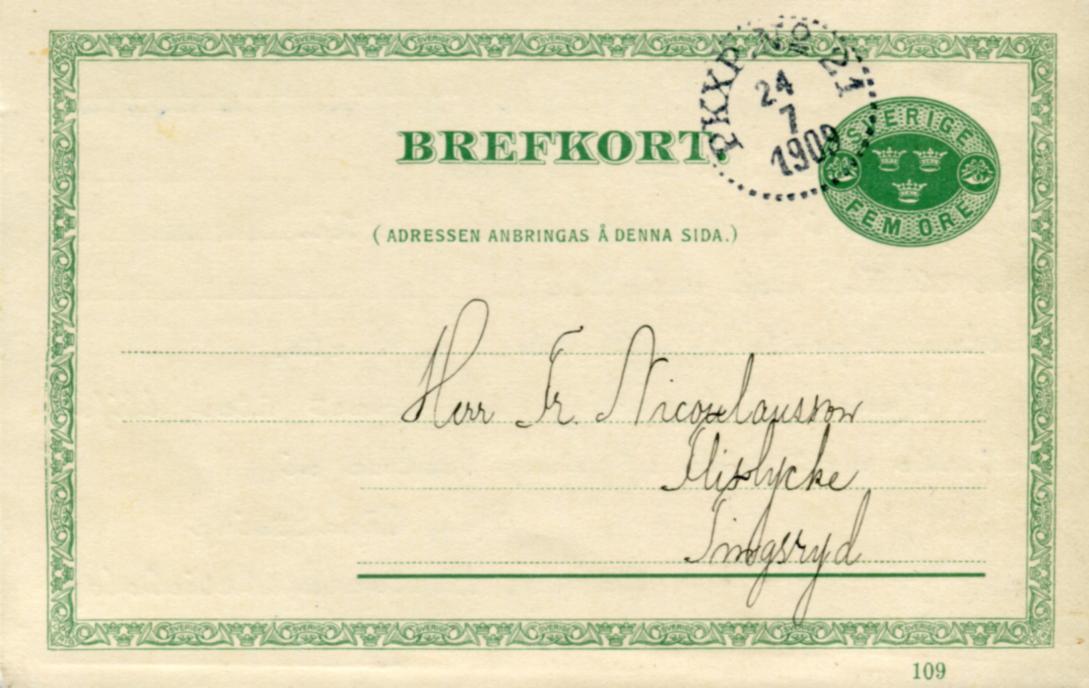 PKXP No 21
24
7
1909
BREFKORT.
SVERIGE
FEM ÖRE
(ADRESSEN ANBRINGAS Å DENNA SIDA.)
Herr Fr. Nicolausson
Flislycke
Tingsryd
109